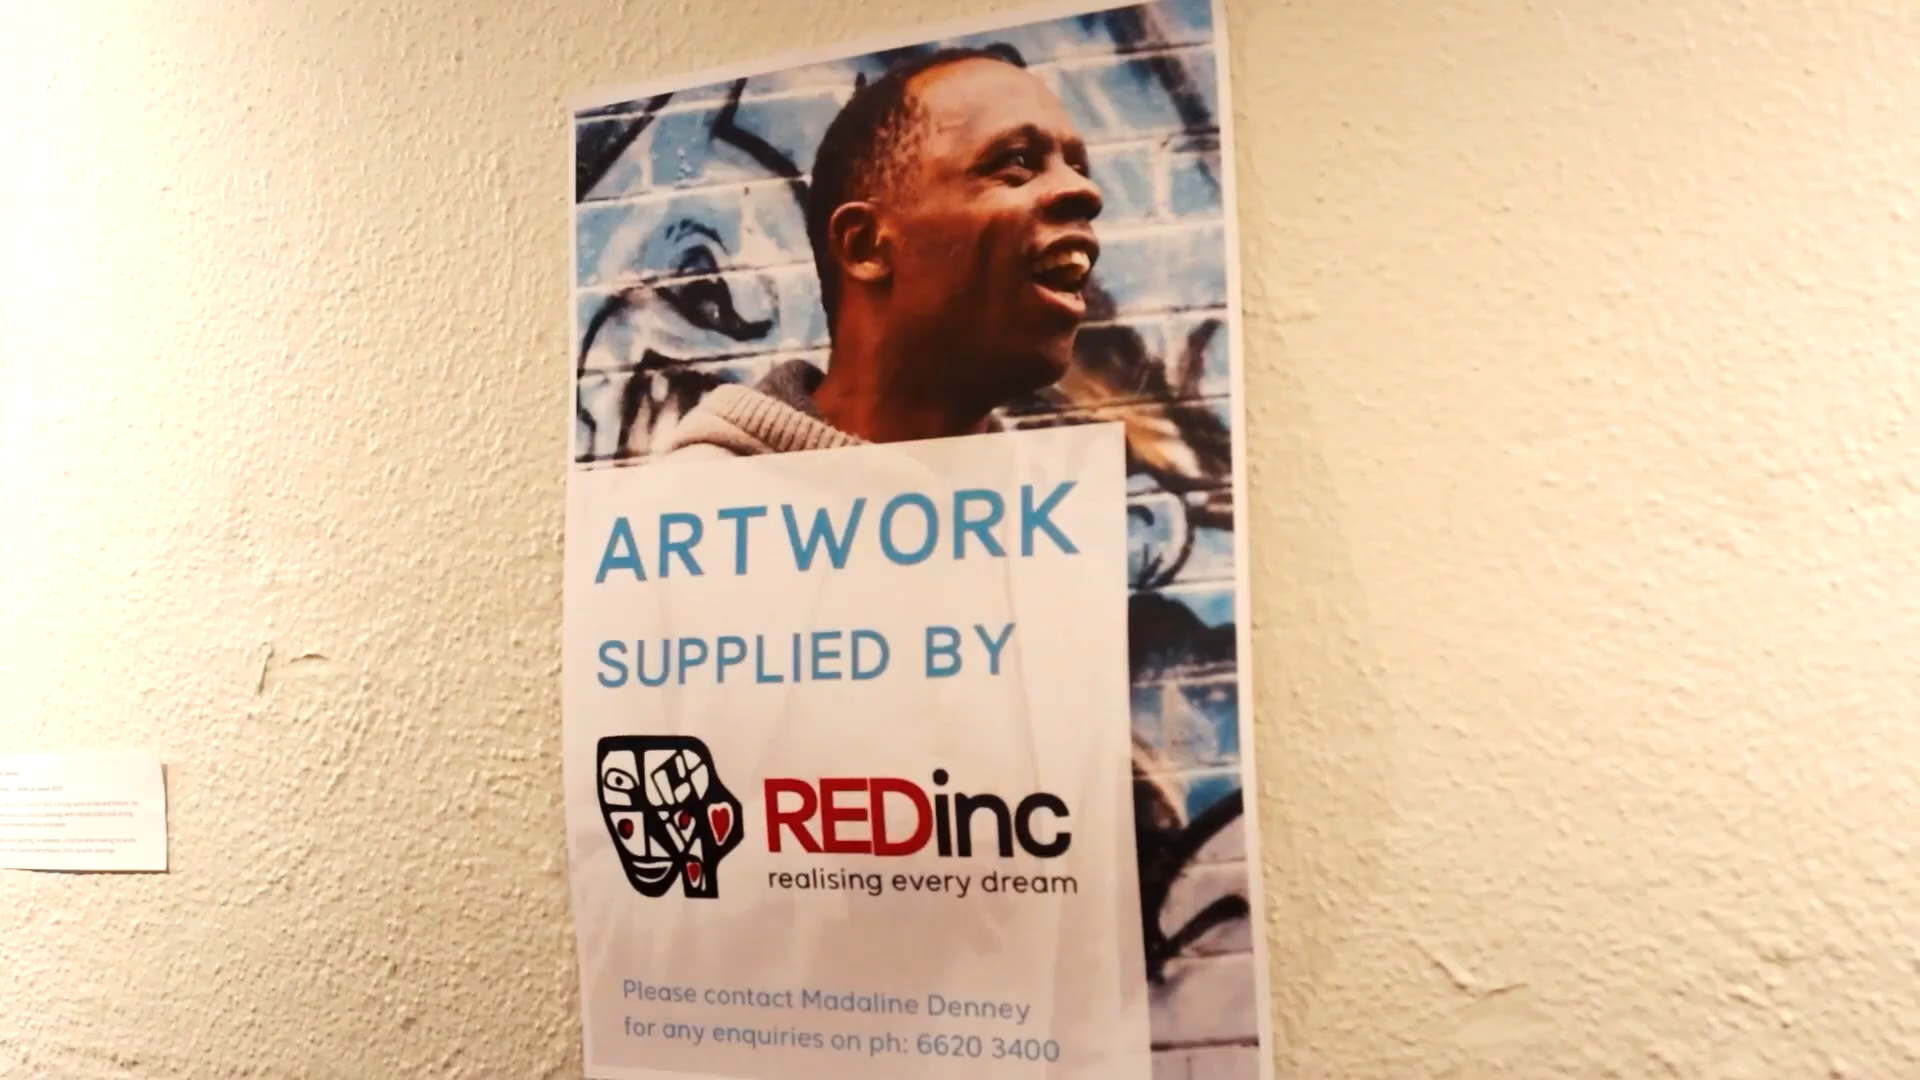 ARTWORK
SUPPLIED BY
REDinc
realising every dream
Please contact Madaline Denney
for any enquiries on ph: 6620 3400